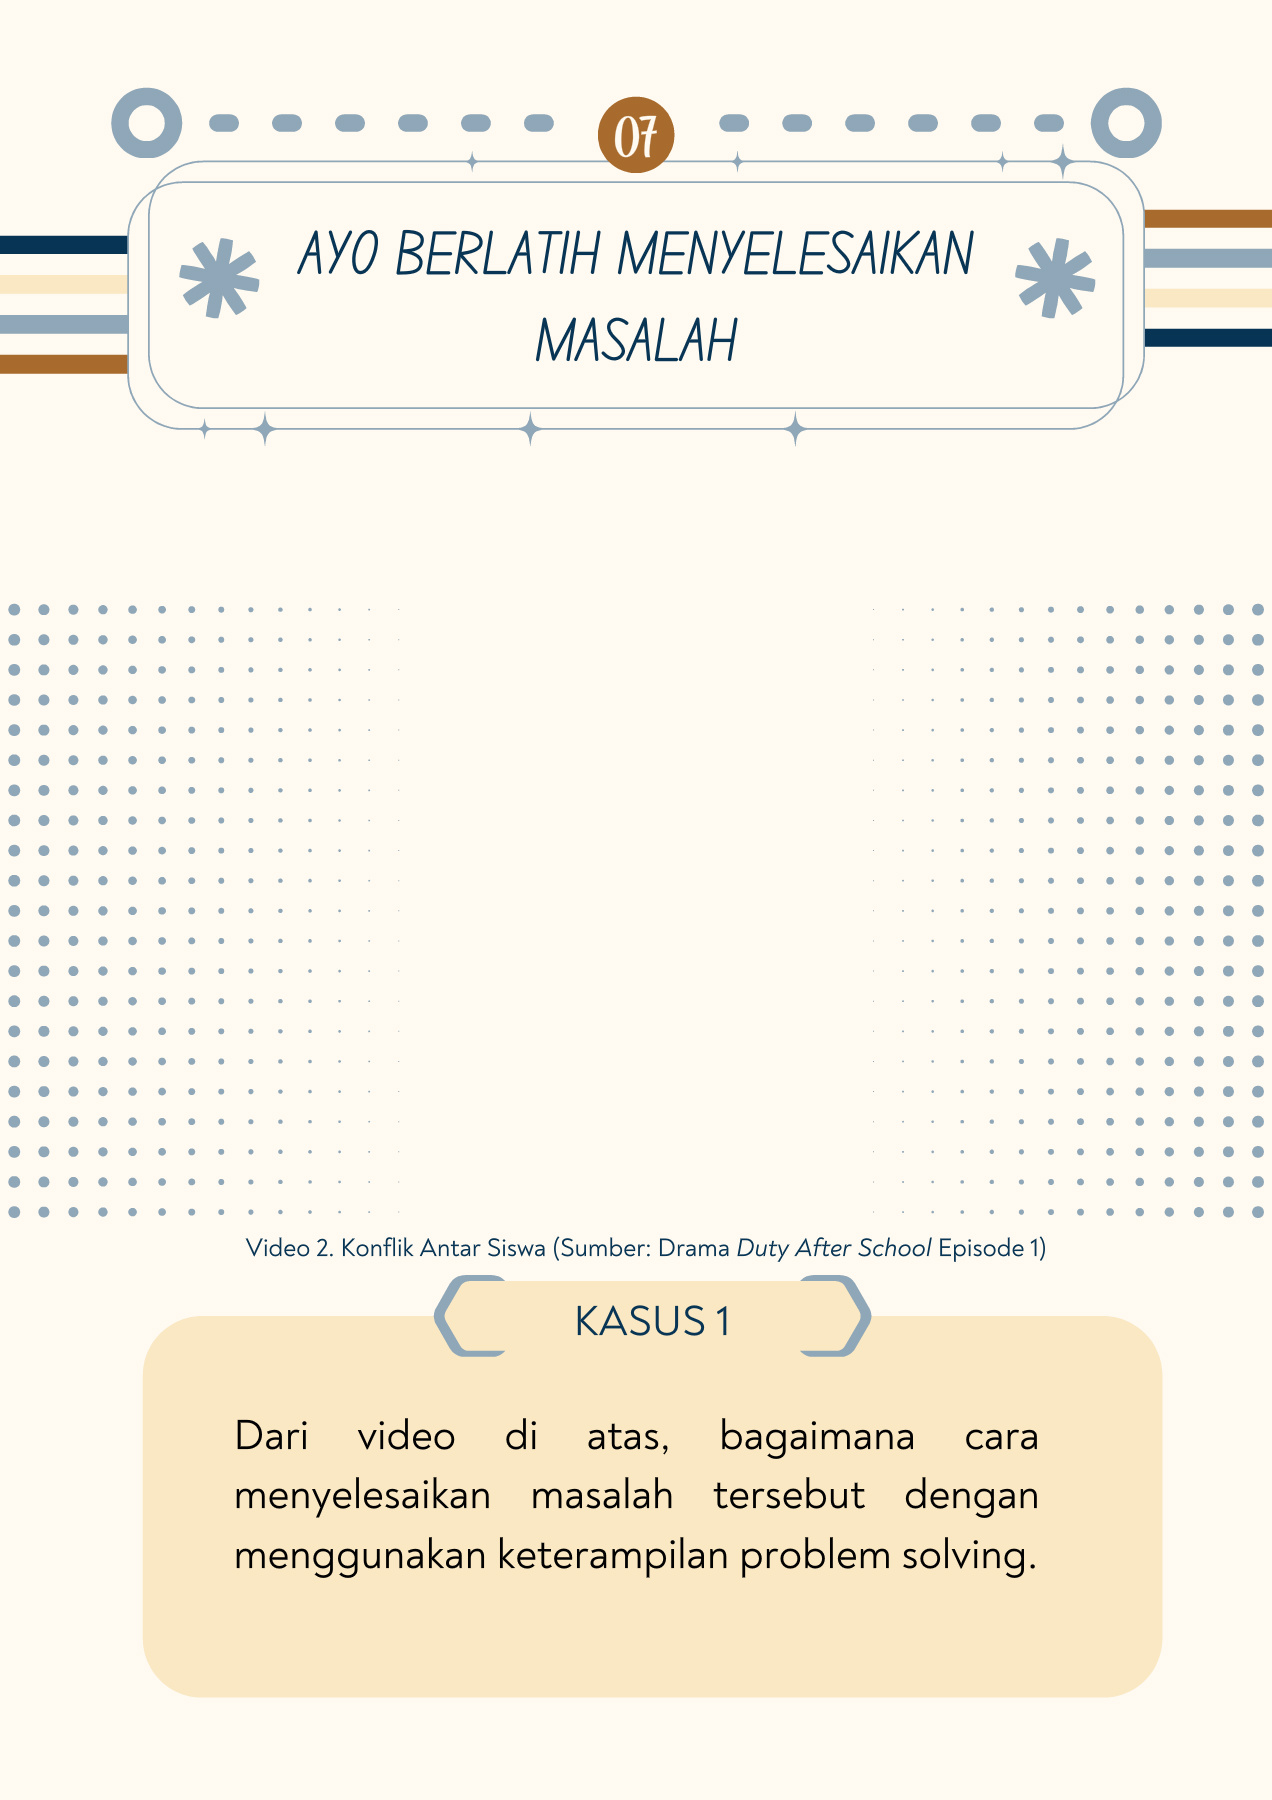 07
AYO BERLATIH MENYELESAIKAN
MASALAH
Video 2. Konflik Antar Siswa (Sumber: Drama Duty After School Episode 1)
KASUS 1
Dari video di atas, bagaimana cara
menyelesaikan masalah tersebut dengan
menggunakan keterampilan problem solving.